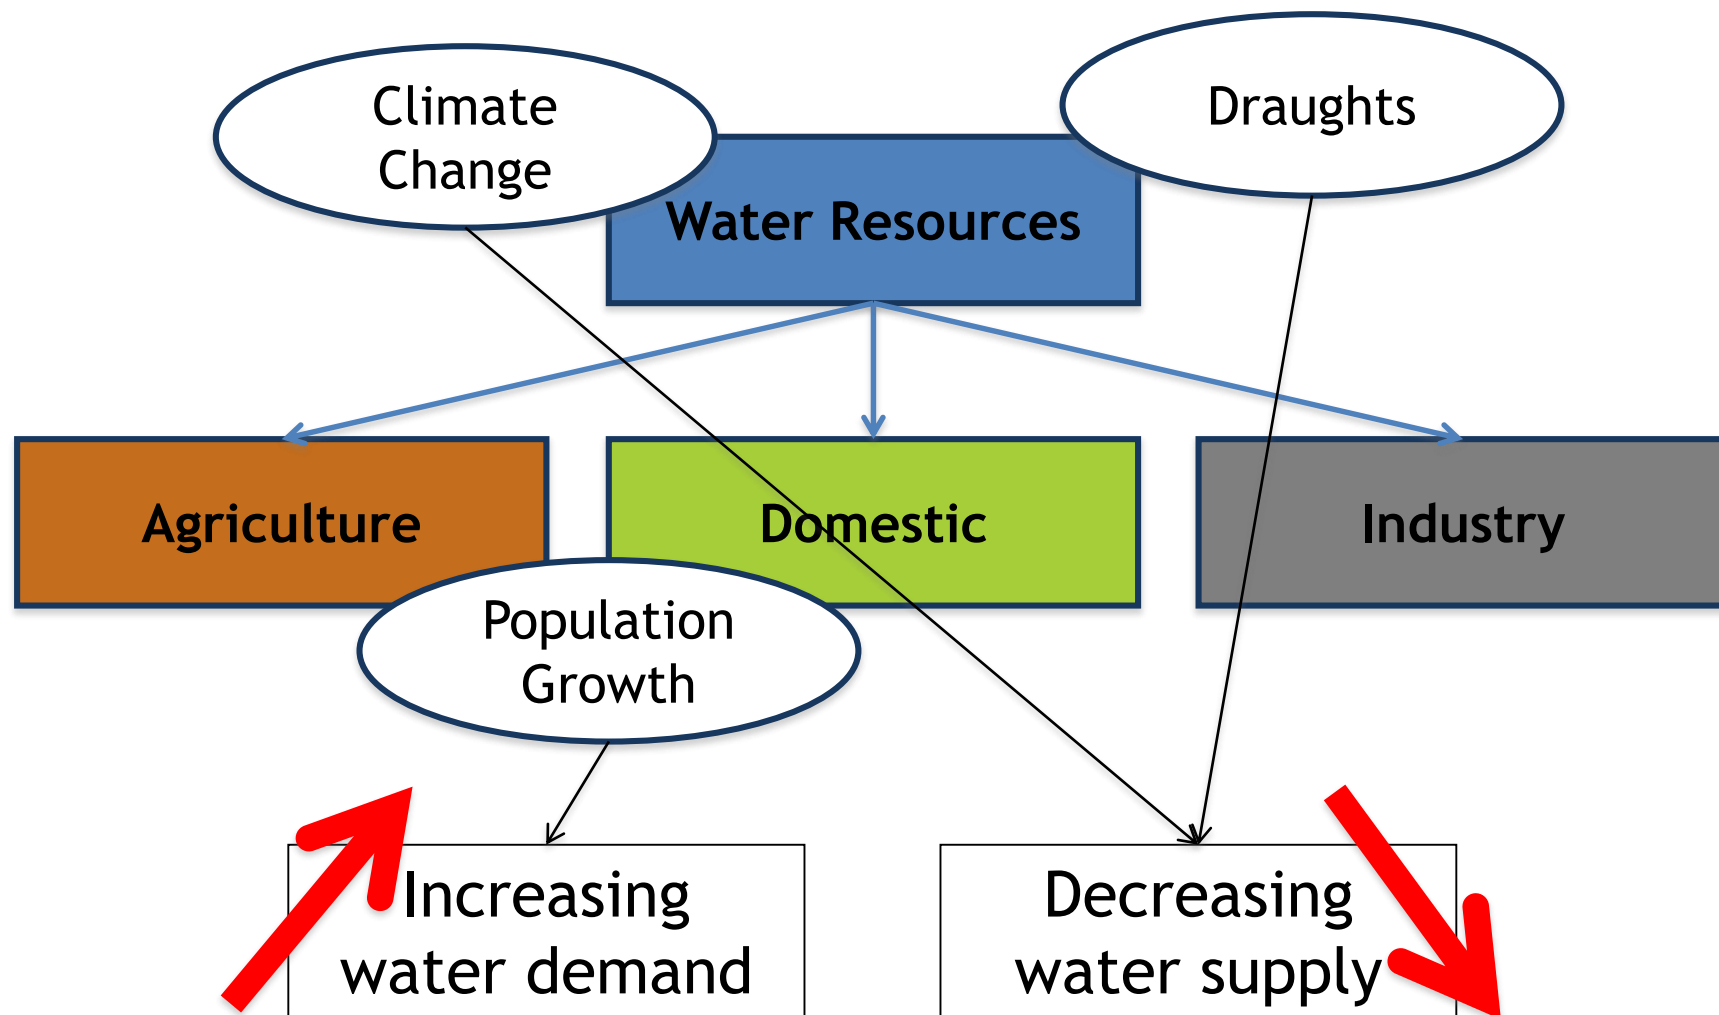 Climate
Change
Draughts
Water Resources
Agriculture
Domestic
Industry
Population
Growth
Increasing
water demand
Decreasing
water supply